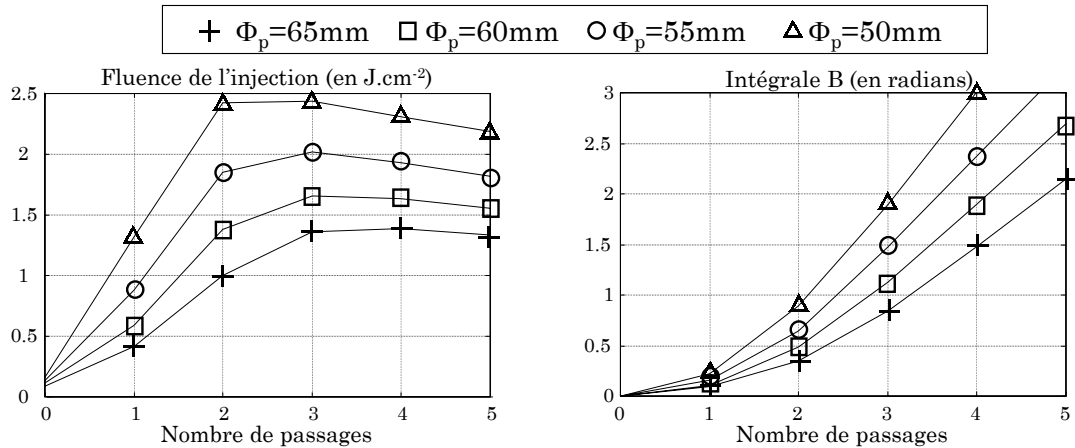 Φp=65mm Φp=60mm Φp=55mm Φp=50mm
Fluence de l'injection (en J.cm-2)
2.5
2
1.5
1
0.5
0
0 1 2 3 4 5
Nombre de passages
Intégrale B (en radians)
3
2.5
2
1.5
1
0.5
0
0 1 2 3 4 5
Nombre de passages